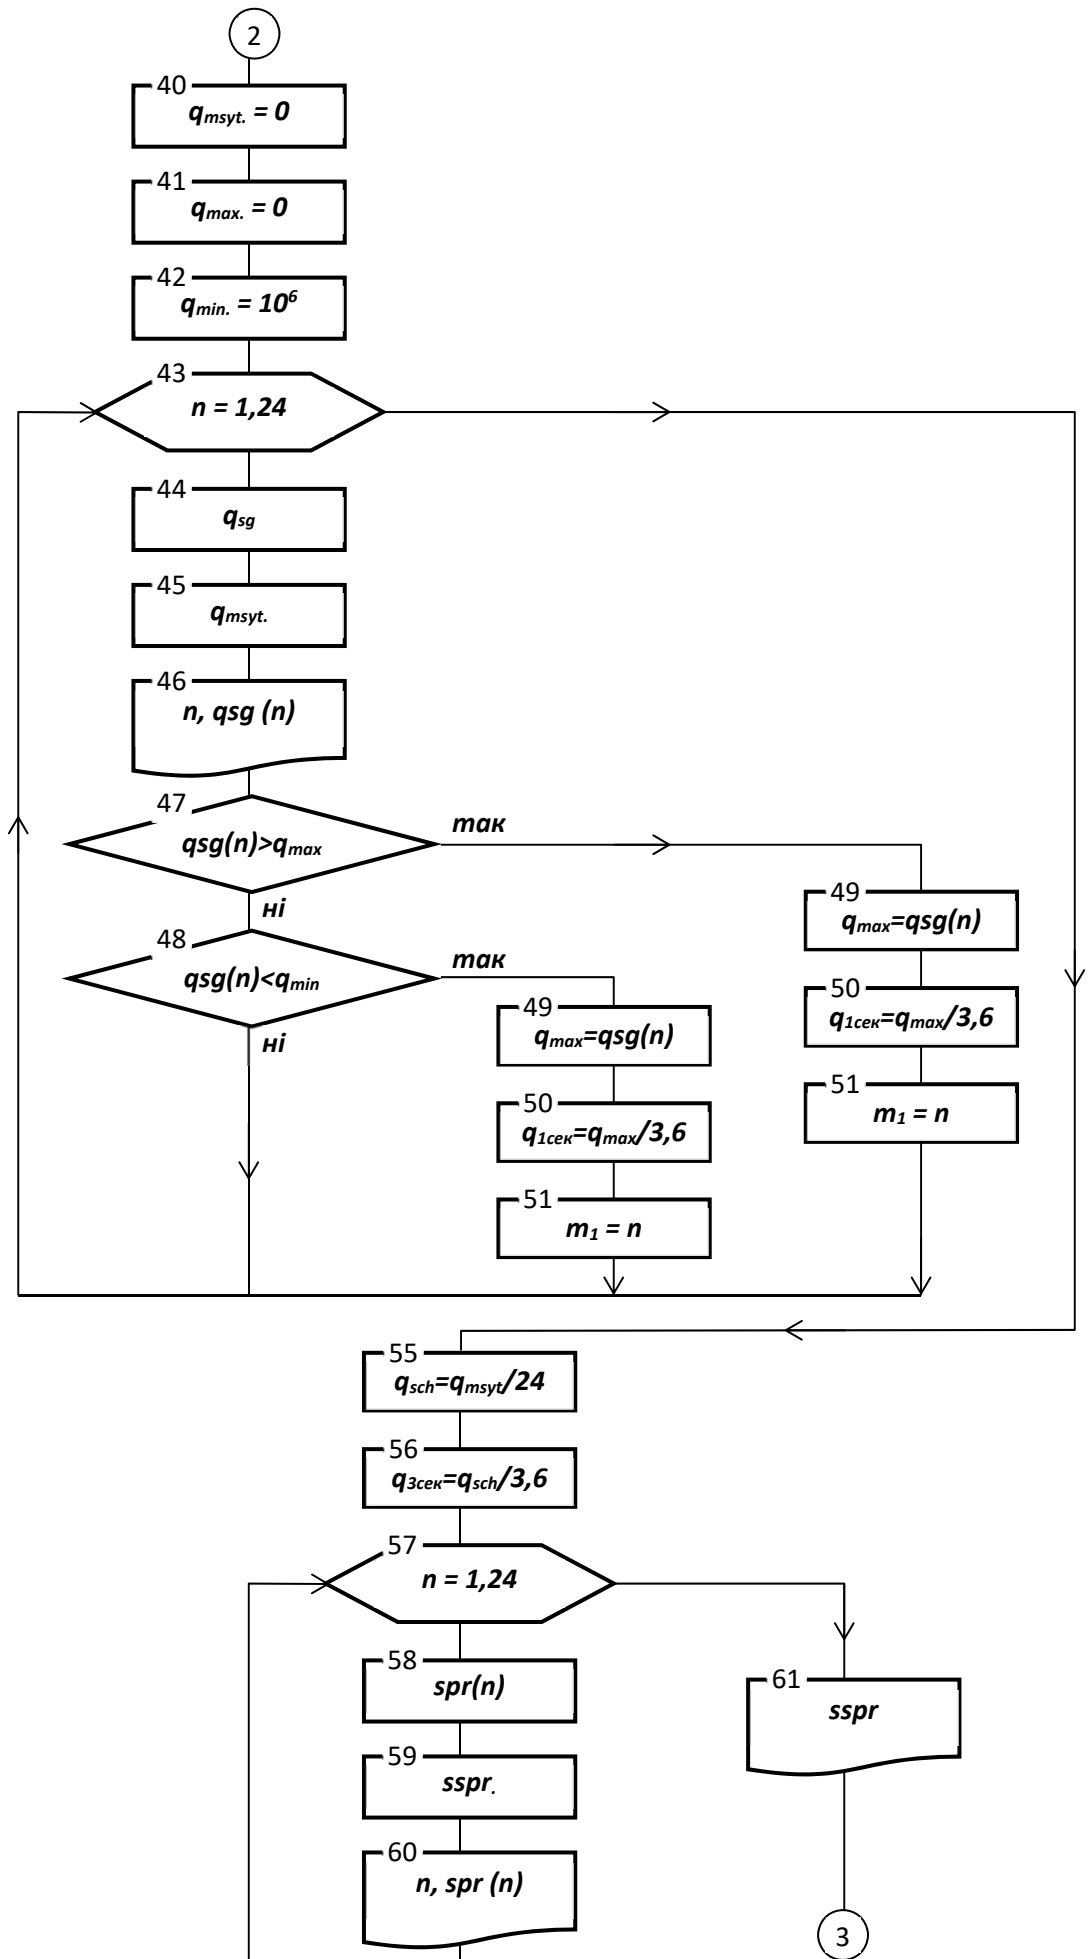 2
40
qmsyt. = 0
41
qmax. = 0
42
qmin. = 10⁶
43
n = 1,24
44
qsg
45
qmsyt.
46
n, qsg (n)
47
qsg(n)>qmax
так
ні
48
qsg(n)<qmin
так
ні
49
qmax=qsg(n)
50
q1сек=qmax/3,6
51
m1 = n
49
qmax=qsg(n)
50
q1сек=qmax/3,6
51
m1 = n
55
qsch=qmsyt/24
56
q3сек=qsch/3,6
57
n = 1,24
58
spr(n)
59
sspr.
60
n, spr (n)
61
sspr
3